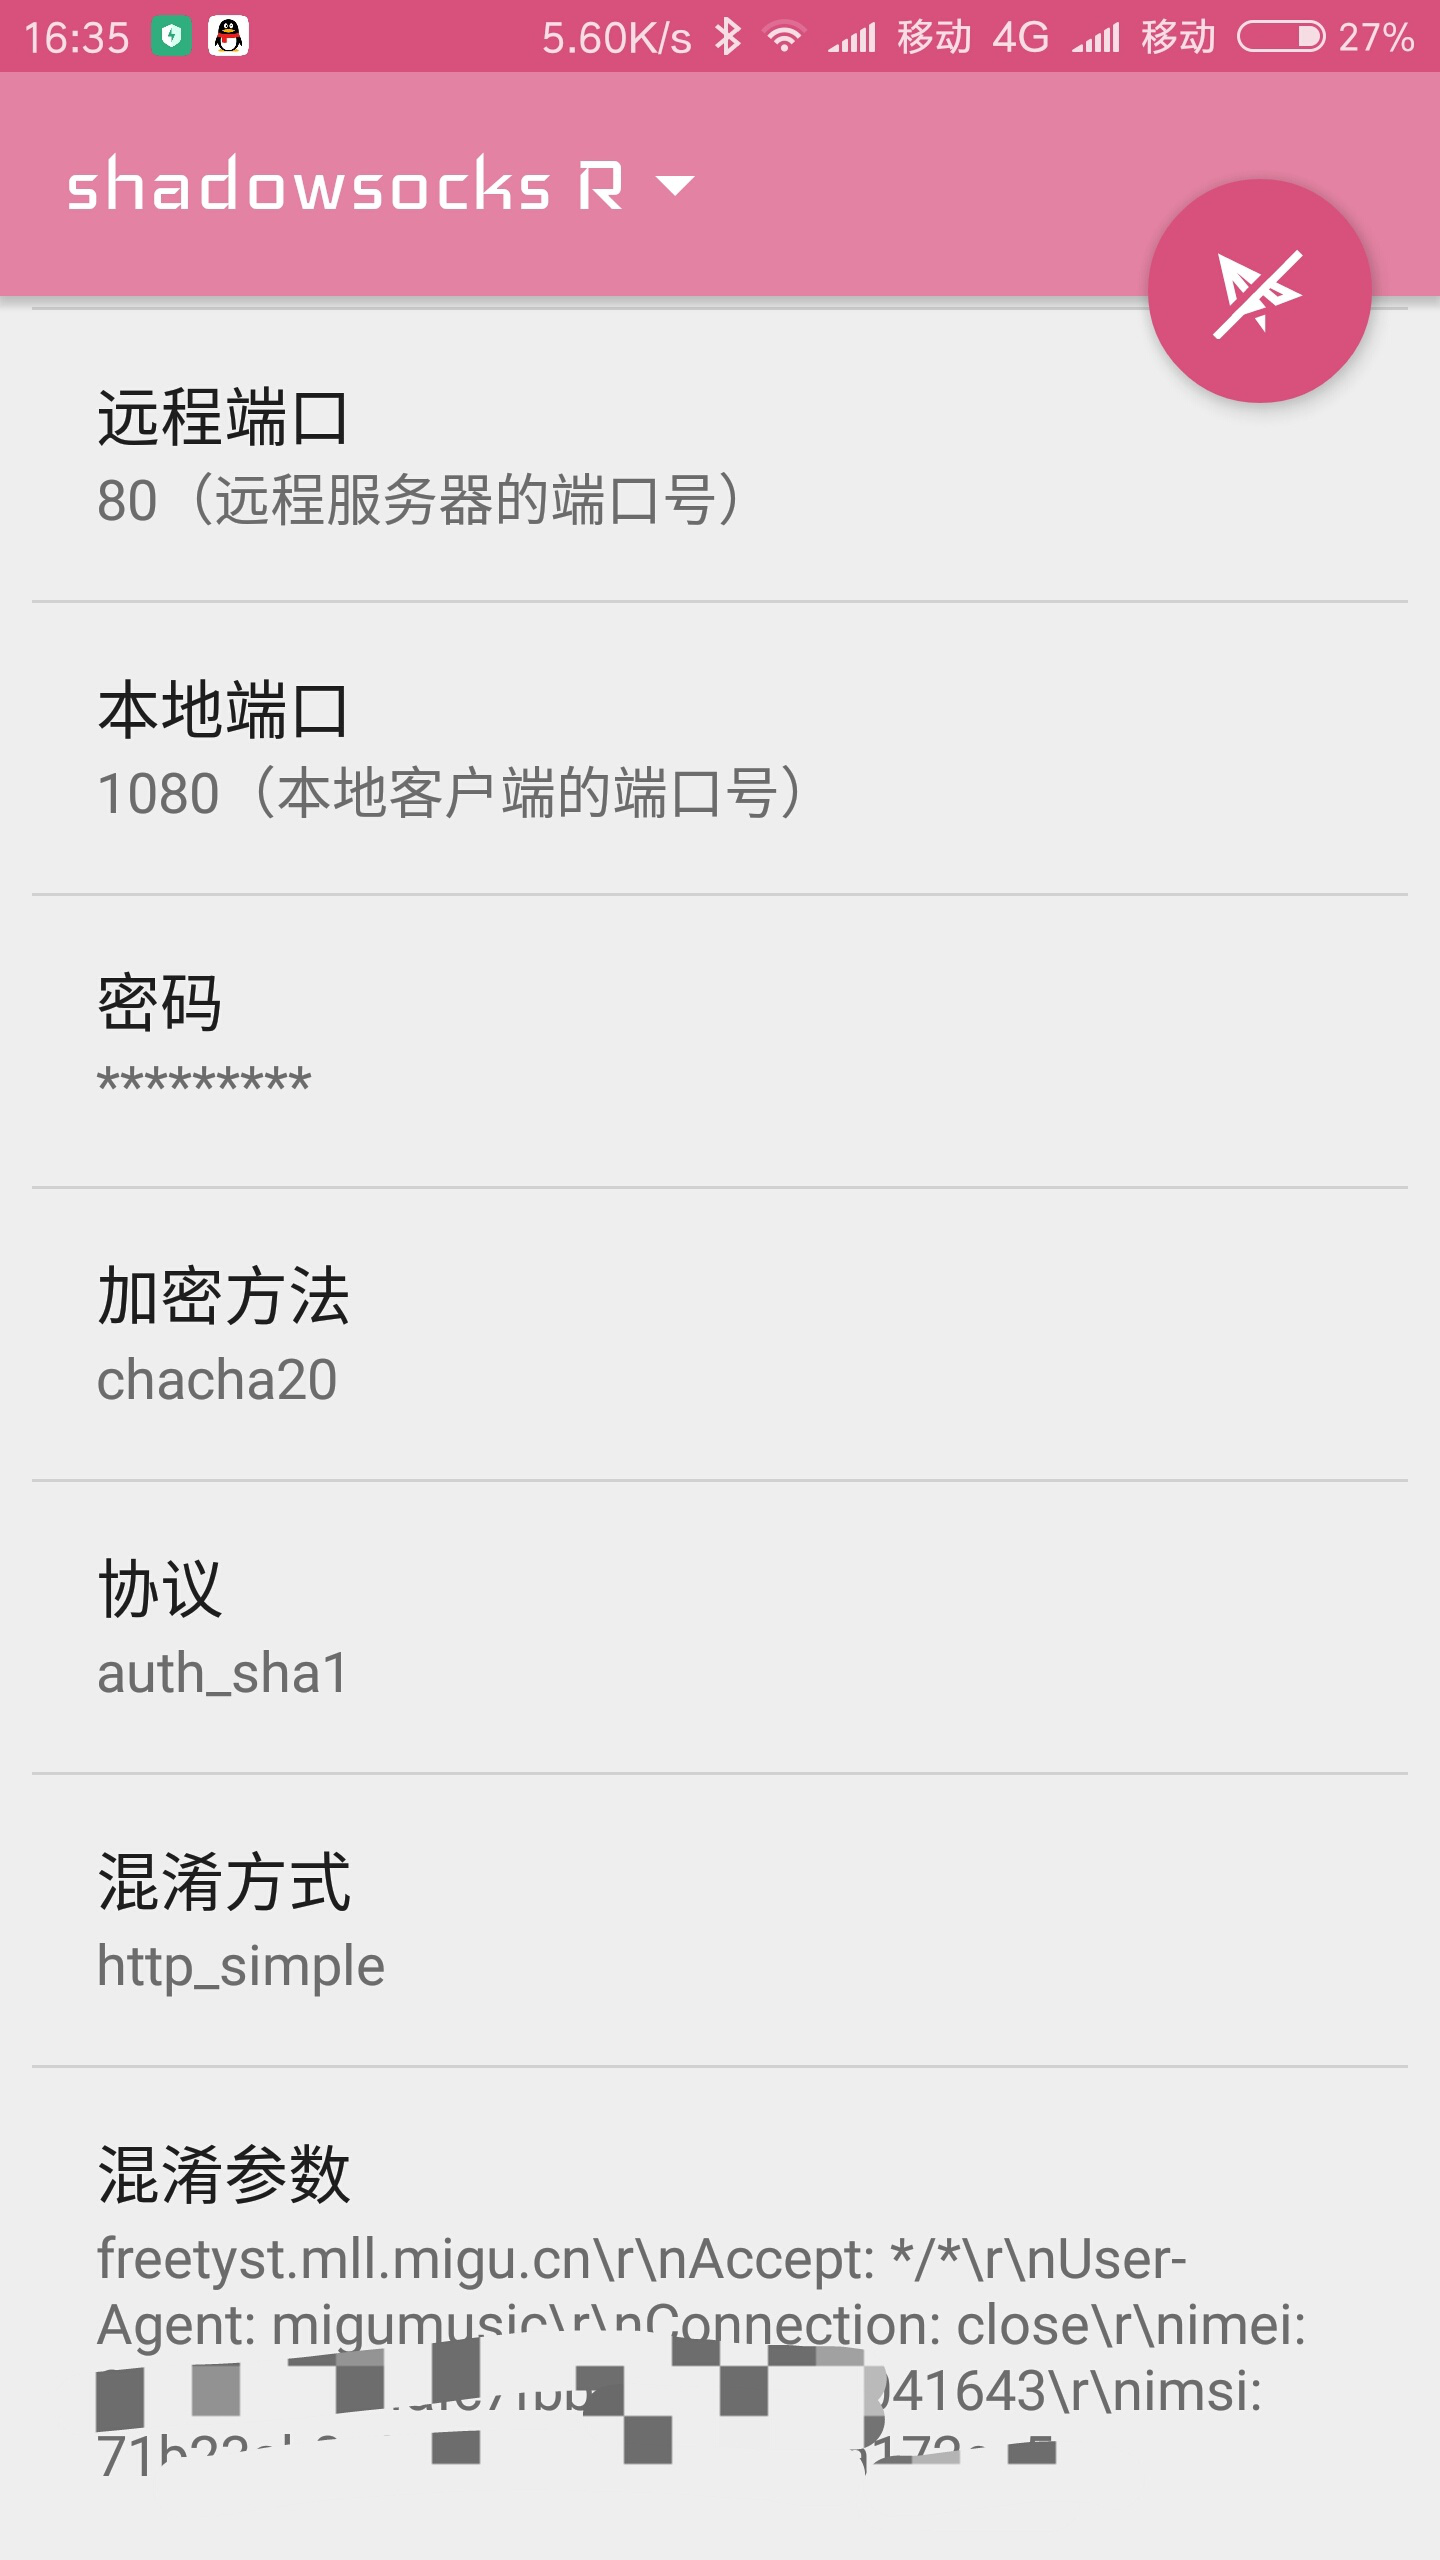 16:35 5.60K/s 移动 4G 移动 27%
shadowsocks R
远程端口
80（远程服务器的端口号）
本地端口
1080（本地客户端的端口号）
密码
*********
加密方法
chacha20
协议
auth_sha1
混淆方式
http_simple
混淆参数
freetyst.mll.migu.cn\r\nAccept: */*\r\nUser-
Agent: migumusic\r\nConnection: close\r\nimei:
041643\r\nimsi: